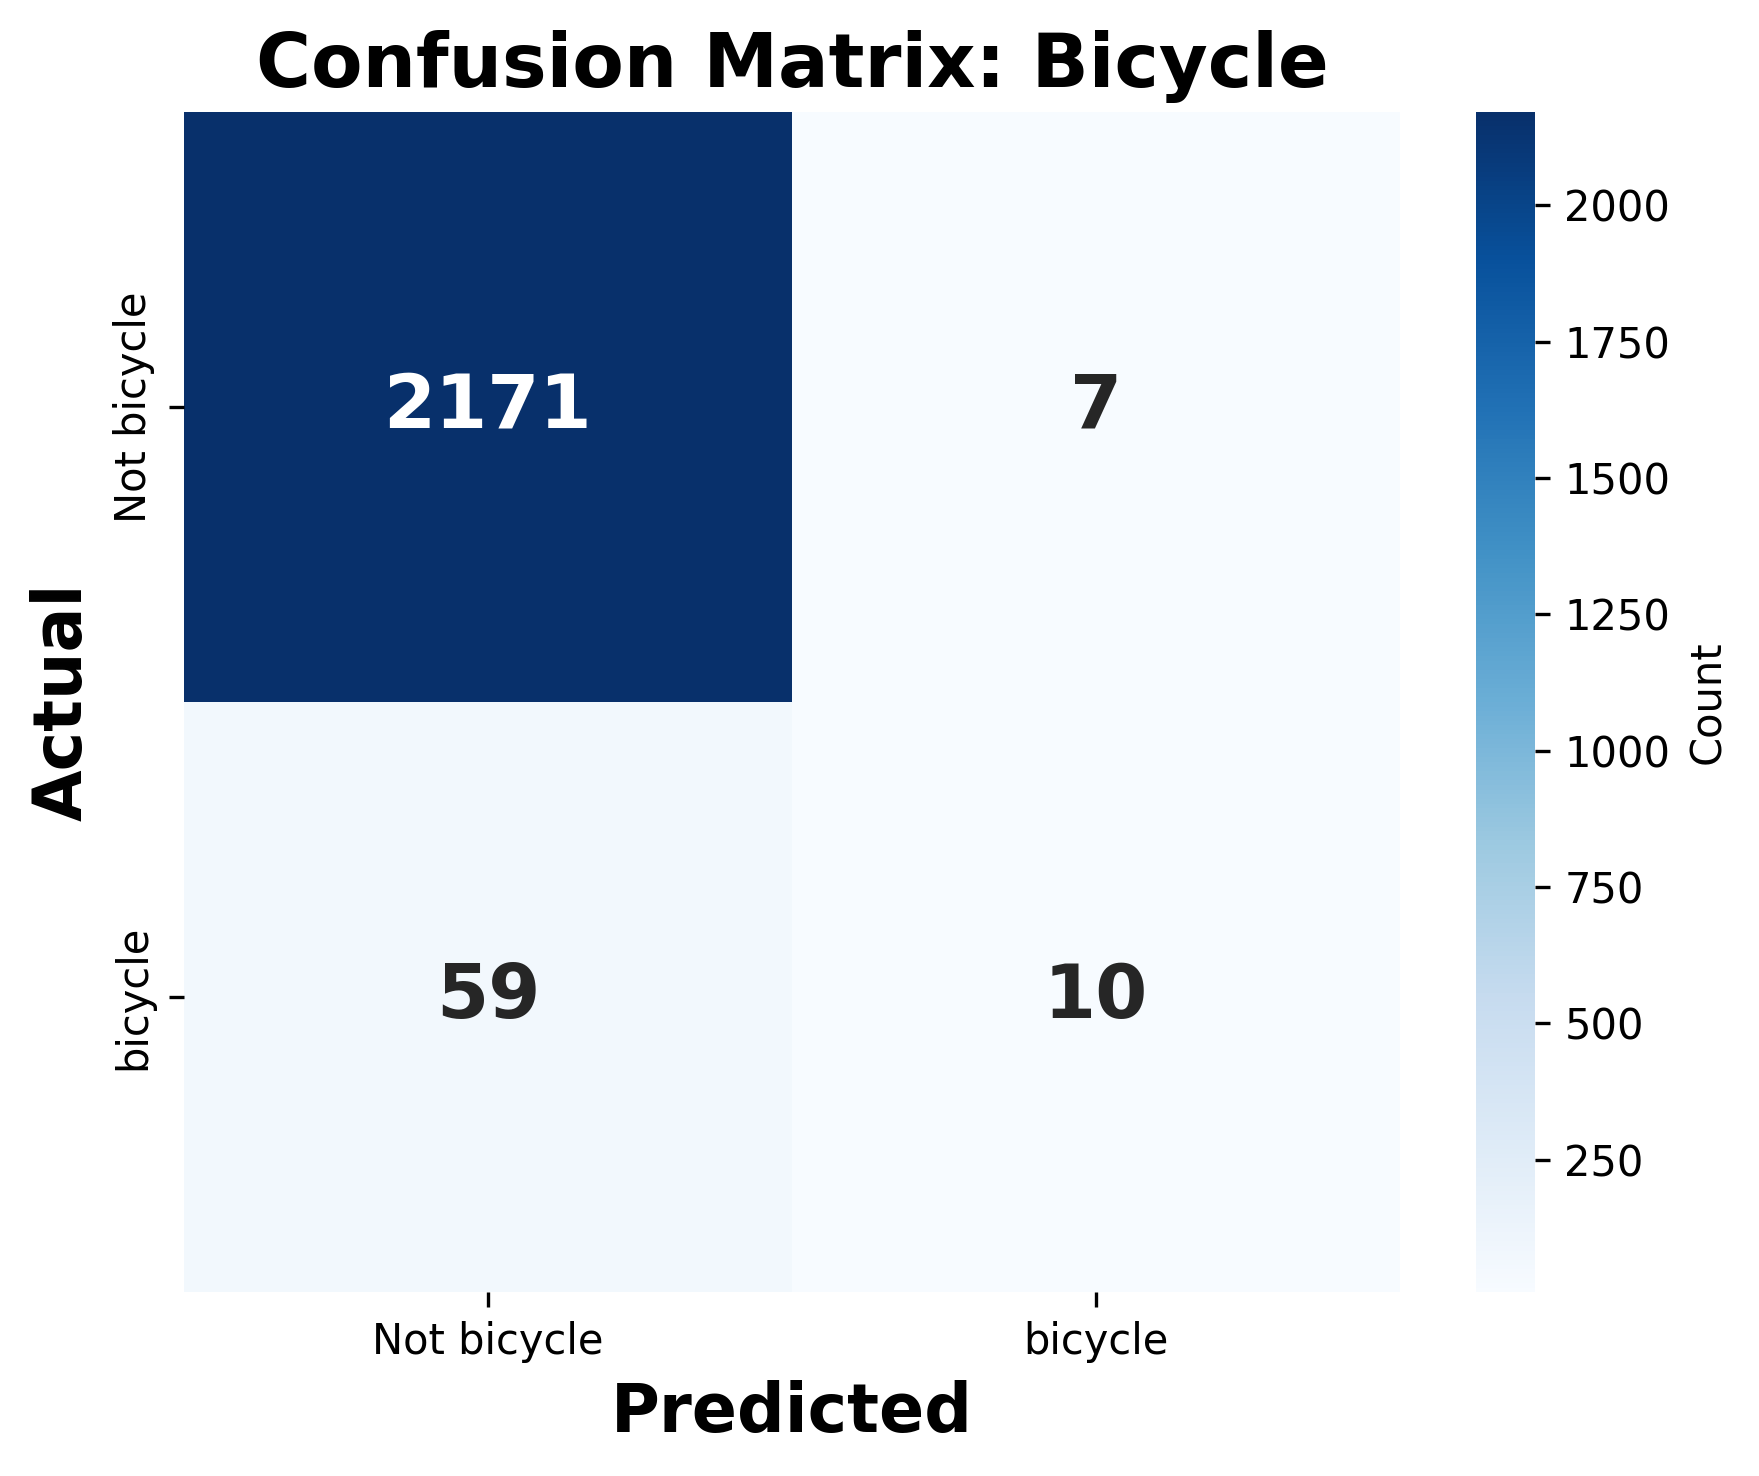 Confusion Matrix: Bicycle
Actual
Not bicycle
2171
7
bicycle
59
10
Not bicycle
bicycle
Predicted
2000
1750
1500
1250
1000
750
500
250
Count